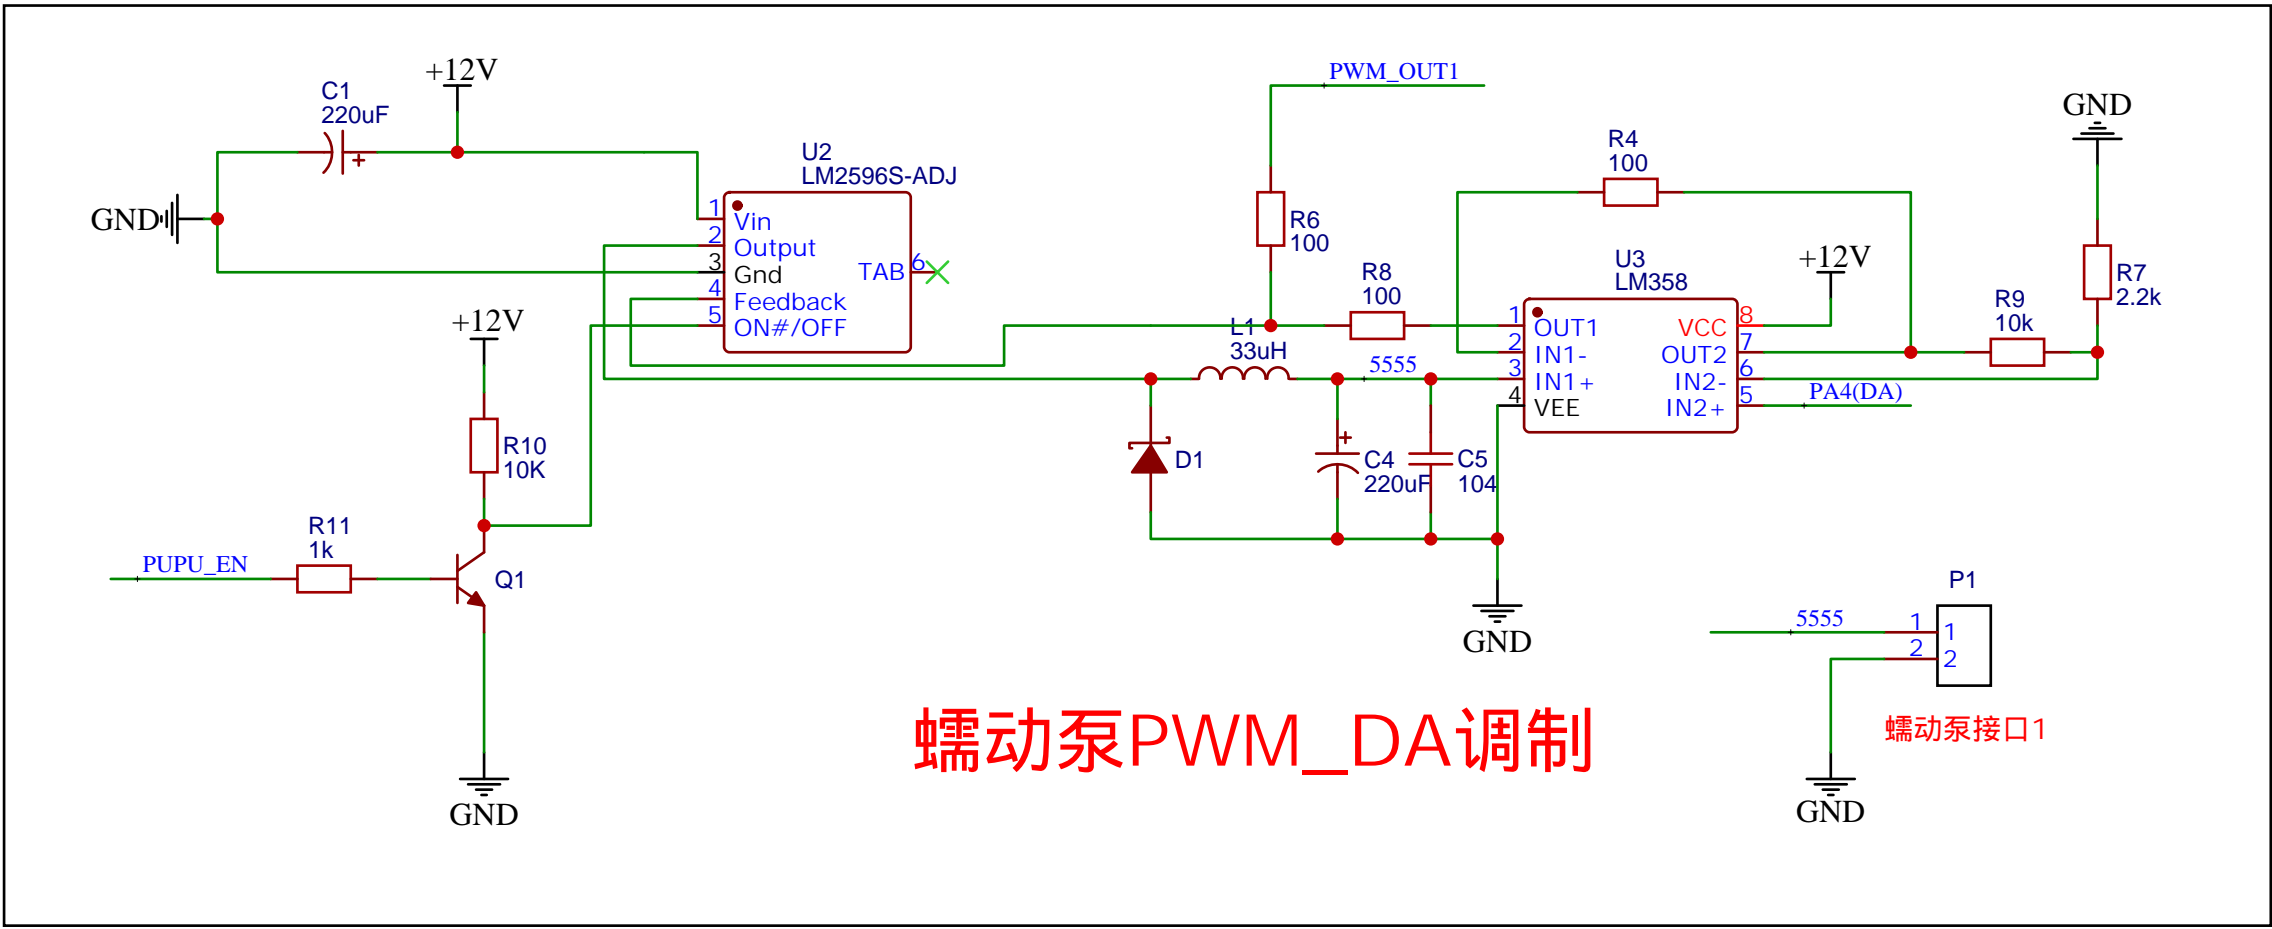 +12V
C1
220uF
GND
U2
LM2596S-ADJ
1
Vin
2
Output
3
Gnd
4
Feedback
5
ON#/OFF
TAB
6
+12V
R10
10K
R11
1k
PUPU_EN
Q1
GND
PWM_OUT1
R6
100
R8
100
L1
33uH
5555
D1
C4
220uF
C5
104
GND
R4
100
U3
LM358
1
OUT1
2
IN1-
3
IN1+
4
VEE
VCC
8
OUT2
7
IN2-
6
IN2+
5
+12V
PA4(DA)
R9
10k
GND
R7
2.2k
P1
5555
1
1
2
2
GND
蠕动泵接口1
蠕动泵PWM_DA调制